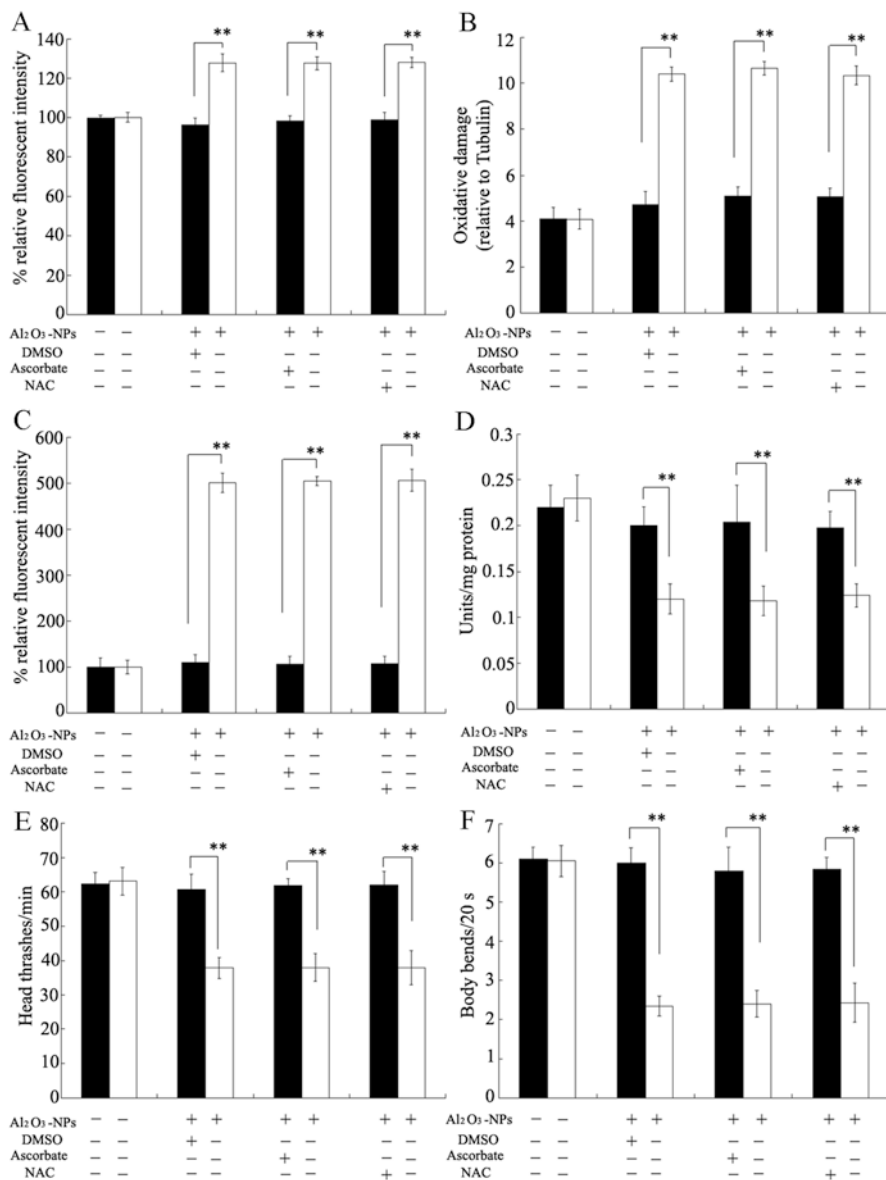 A
% relative fluorescent intensity
140
120
100
80
60
40
20
0
** ** **
Al₂O₃-NPs − − + + + + + +
DMSO − − + − − − − −
Ascorbate − − − − + − − −
NAC − − − − − − + −
B
Oxidative damage
(relative to Tubulin)
12
10
8
6
4
2
0
** ** **
Al₂O₃-NPs − − + + + + + +
DMSO − − + − − − − −
Ascorbate − − − − + − − −
NAC − − − − − − + −
C
% relative fluorescent intensity
600
500
400
300
200
100
0
** ** **
Al₂O₃-NPs − − + + + + + +
DMSO − − + − − − − −
Ascorbate − − − − + − − −
NAC − − − − − − + −
D
Units/mg protein
0.3
0.25
0.2
0.15
0.1
0.05
0
** ** **
Al₂O₃-NPs − − + + + + + +
DMSO − − + − − − − −
Ascorbate − − − − + − − −
NAC − − − − − − + −
E
Head thrashes/min
80
70
60
50
40
30
20
10
0
** ** **
Al₂O₃-NPs − − + + + + + +
DMSO − − + − − − − −
Ascorbate − − − − + − − −
NAC − − − − − − + −
F
Body bends/20 s
7
6
5
4
3
2
1
0
** ** **
Al₂O₃-NPs − − + + + + + +
DMSO − − + − − − − −
Ascorbate − − − − + − − −
NAC − − − − − − + −